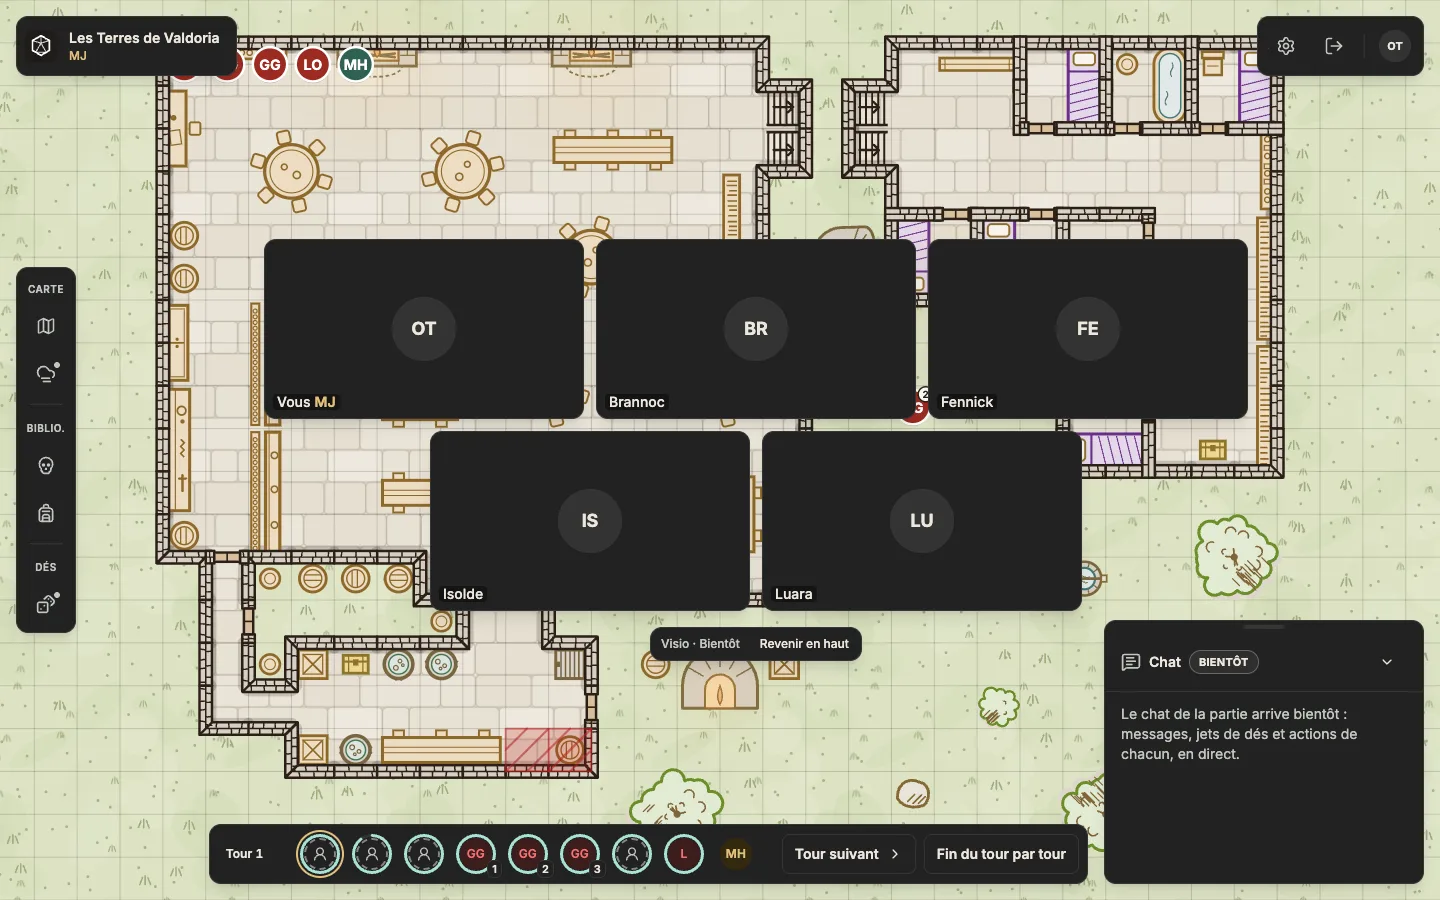 Les Terres de Valdoria
MJ
GG
LO
MH
OT
CARTE
BIBLIO.
DÉS
OT
Vous MJ
BR
Brannoc
FE
Fennick
IS
Isolde
LU
Luara
Visio · Bientôt
Revenir en haut
Chat
BIENTÔT
Le chat de la partie arrive bientôt :
messages, jets de dés et actions de
chacun, en direct.
Tour 1
GG
1
GG
2
GG
3
L
MH
Tour suivant
Fin du tour par tour